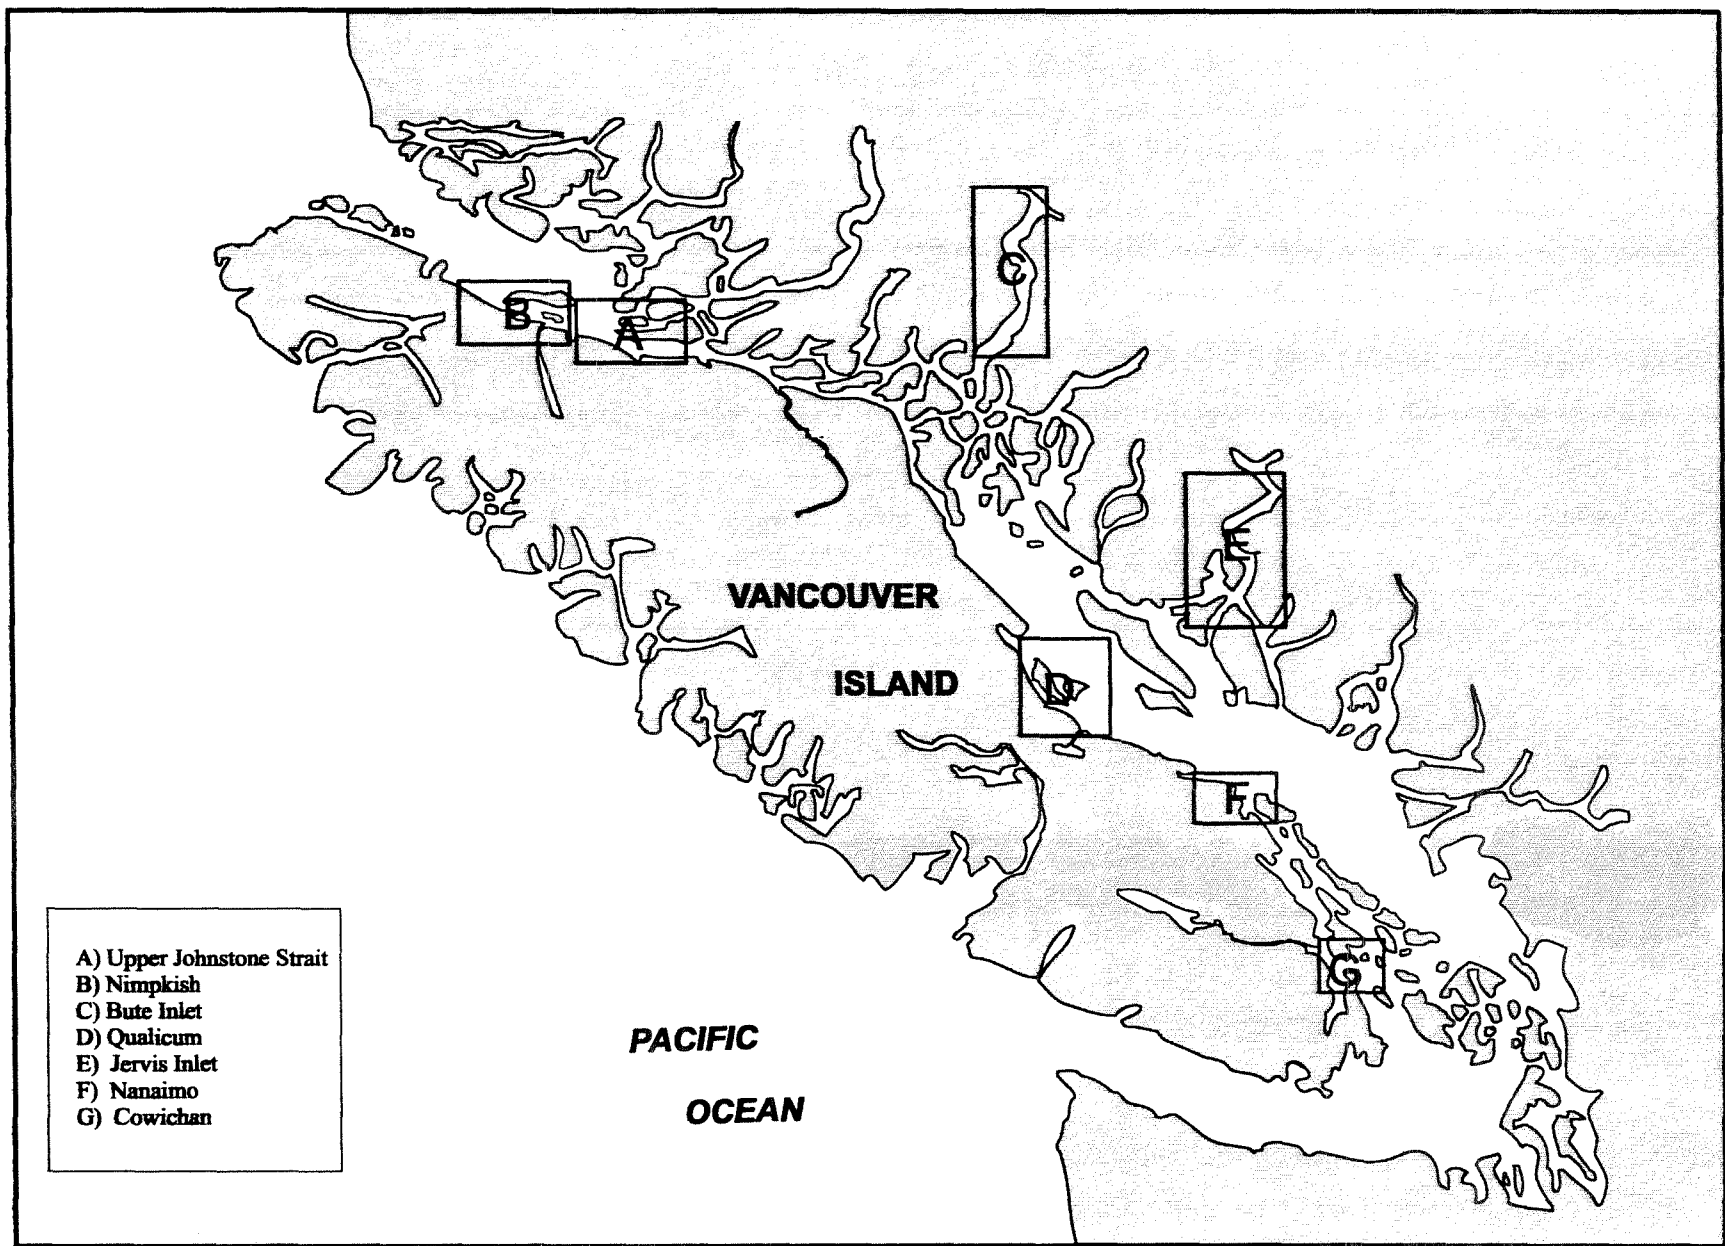 C
B
A
E
VANCOUVER
ISLAND
D
F
G
A) Upper Johnstone Strait
B) Nimpkish
C) Bute Inlet
D) Qualicum
E) Jervis Inlet
F) Nanaimo
G) Cowichan
PACIFIC
OCEAN